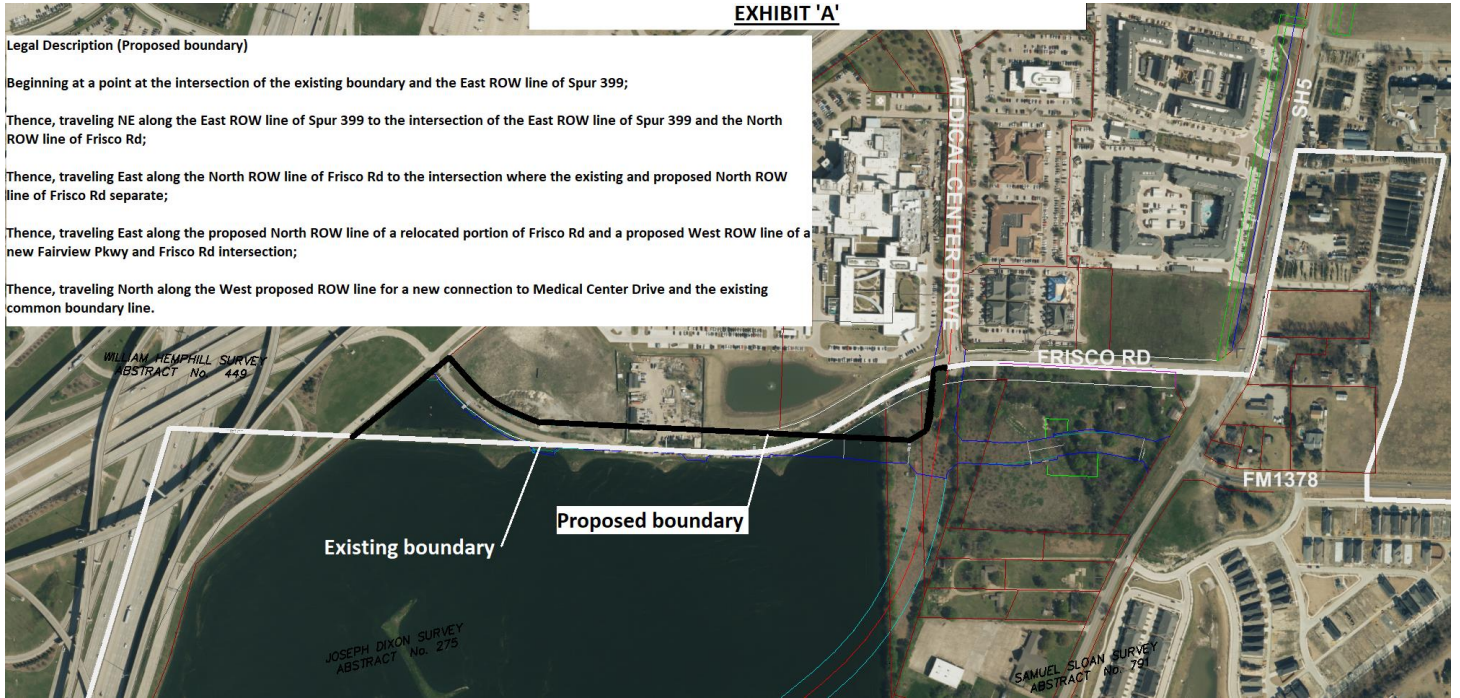 EXHIBIT 'A'
Legal Description (Proposed boundary)
Beginning at a point at the intersection of the existing boundary and the East ROW line of Spur 399;
Thence, traveling NE along the East ROW line of Spur 399 to the intersection of the East ROW line of Spur 399 and the North
ROW line of Frisco Rd;
Thence, traveling East along the North ROW line of Frisco Rd to the intersection where the existing and proposed North ROW
line of Frisco Rd separate;
Thence, traveling East along the proposed North ROW line of a relocated portion of Frisco Rd and a proposed West ROW line of a
new Fairview Pkwy and Frisco Rd intersection;
Thence, traveling North along the West proposed ROW line for a new connection to Medical Center Drive and the existing
common boundary line.
MEDICAL CENTER DRIVE
SH5
WILLIAM HEMPHILL SURVEY
ABSTRACT No. 449
FRISCO RD
FM1378
Proposed boundary
Existing boundary
JOSEPH DIXON SURVEY
ABSTRACT No. 275
SAMUEL SLOAN SURVEY
ABSTRACT No. 791